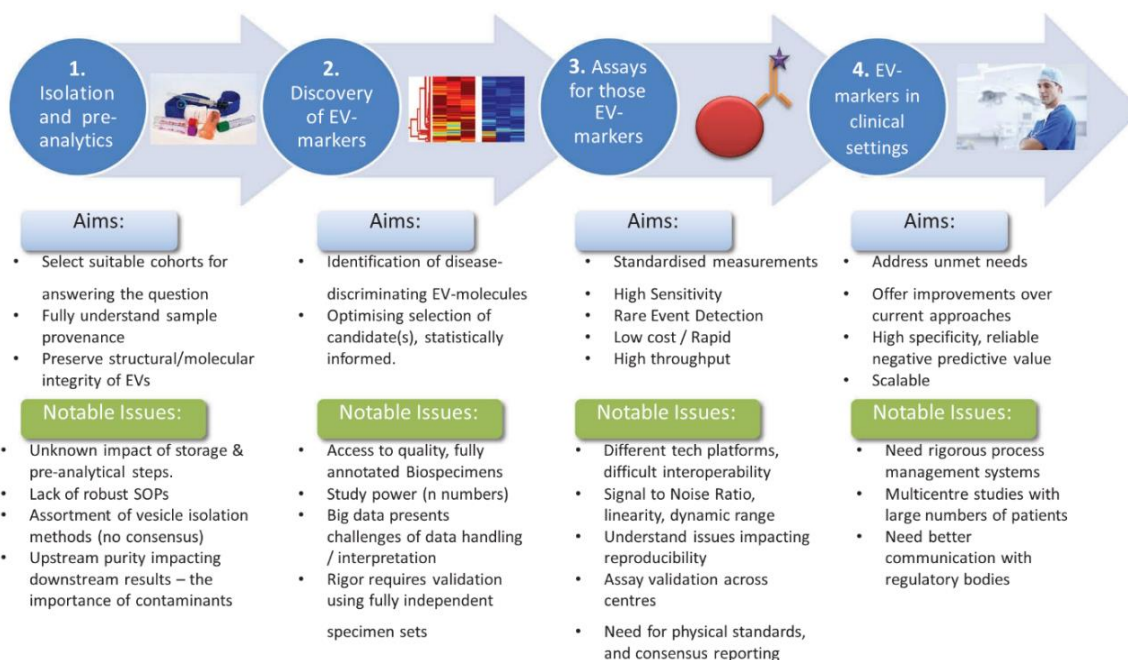 1.
Isolation
and pre-
analytics
2.
Discovery
of EV-
markers
3. Assays
for those
EV-
markers
4. EV-
markers in
clinical
settings
Aims:
• Select suitable cohorts for
answering the question
• Fully understand sample
provenance
• Preserve structural/molecular
integrity of EVs
Notable Issues:
• Unknown impact of storage &
pre-analytical steps.
• Lack of robust SOPs
• Assortment of vesicle isolation
methods (no consensus)
• Upstream purity impacting
downstream results – the
importance of contaminants
Aims:
• Identification of disease-
discriminating EV-molecules
• Optimising selection of
candidate(s), statistically
informed.
Notable Issues:
• Access to quality, fully
annotated Biospecimens
• Study power (n numbers)
• Big data presents
challenges of data handling
/ interpretation
• Rigor requires validation
using fully independent
specimen sets
Aims:
• Standardised measurements
• High Sensitivity
• Rare Event Detection
• Low cost / Rapid
• High throughput
Notable Issues:
• Different tech platforms,
difficult interoperability
• Signal to Noise Ratio,
linearity, dynamic range
• Understand issues impacting
reproducibility
• Assay validation across
centres
• Need for physical standards,
and consensus reporting
Aims:
• Address unmet needs
• Offer improvements over
current approaches
• High specificity, reliable
negative predictive value
• Scalable
Notable Issues:
• Need rigorous process
management systems
• Multicentre studies with
large numbers of patients
• Need better
communication with
regulatory bodies